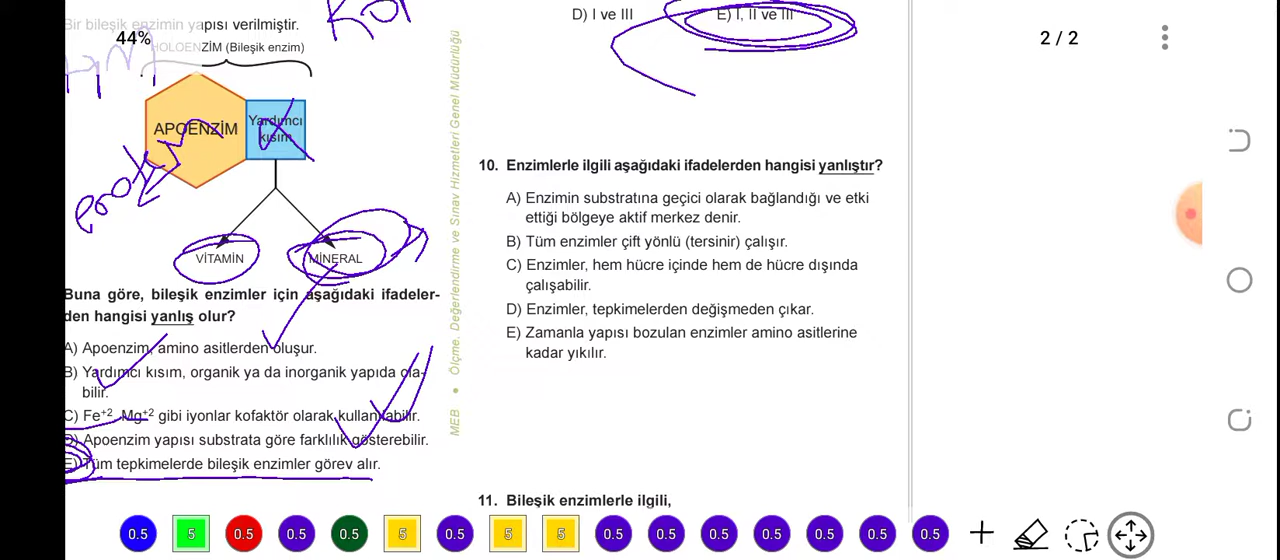 Bir bileşik enzimin yapısı verilmiştir.
44%
HOLOENZİM (Bileşik enzim)
APOENZİM
Yardımcı
kısım
VİTAMİN
MİNERAL
Buna göre, bileşik enzimler için aşağıdaki ifadeler-
den hangisi yanlış olur?
A) Apoenzim, amino asitlerden oluşur.
B) Yardımcı kısım, organik ya da inorganik yapıda ola-
bilir.
C) Fe+2, Mg+2 gibi iyonlar kofaktör olarak kullanılabilir.
D) Apoenzim yapısı substrata göre farklılık gösterebilir.
E) Tüm tepkimelerde bileşik enzimler görev alır.
MEB ● Ölçme, Değerlendirme ve Sınav Hizmetleri Genel Müdürlüğü
D) I ve III
E) I, II ve III
10. Enzimlerle ilgili aşağıdaki ifadelerden hangisi yanlıştır?
A) Enzimin substratına geçici olarak bağlandığı ve etki
ettiği bölgeye aktif merkez denir.
B) Tüm enzimler çift yönlü (tersinir) çalışır.
C) Enzimler, hem hücre içinde hem de hücre dışında
çalışabilir.
D) Enzimler, tepkimelerden değişmeden çıkar.
E) Zamanla yapısı bozulan enzimler amino asitlerine
kadar yıkılır.
11. Bileşik enzimlerle ilgili,
2 / 2
0.5 5 0.5 0.5 0.5 5 0.5 5 5 0.5 0.5 0.5 0.5 0.5 0.5 0.5